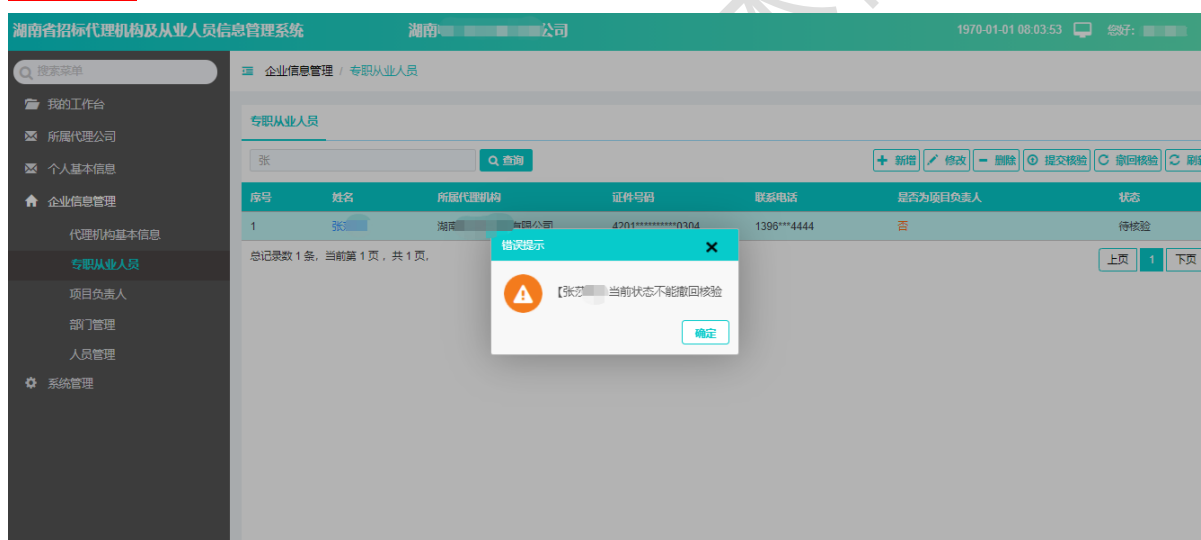 湖南省招标代理机构及从业人员信息管理系统 湖南 公司 1970-01-01 08:03:53 您好:
搜索菜单
企业信息管理 / 专职从业人员
我的工作台
所属代理公司
个人基本信息
企业信息管理
代理机构基本信息
专职从业人员
项目负责人
部门管理
人员管理
系统管理
专职从业人员
张 查询 新增 修改 删除 提交核验 撤回核验 刷
序号 姓名 所属代理机构 证件号码 联系电话 是否为项目负责人 状态
1 张 湖南 有限公司 4201**********0304 1396***4444 否 待核验
总记录数 1 条, 当前第 1 页 , 共 1 页, 上页 1 下页
错误提示
【张 当前状态不能撤回核验
确定